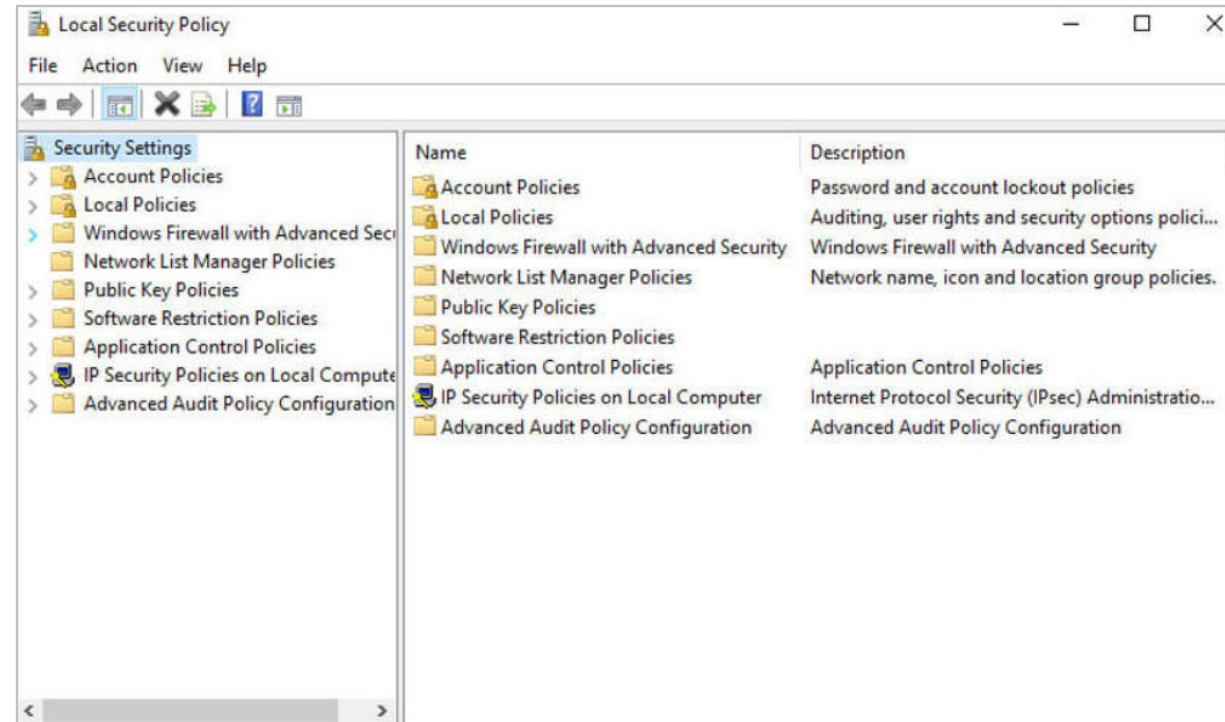 Local Security Policy
File Action View Help
Security Settings
Account Policies
Local Policies
Windows Firewall with Advanced Secu
Network List Manager Policies
Public Key Policies
Software Restriction Policies
Application Control Policies
IP Security Policies on Local Compute
Advanced Audit Policy Configuration
Name Description
Account Policies Password and account lockout policies
Local Policies Auditing, user rights and security options polici...
Windows Firewall with Advanced Security Windows Firewall with Advanced Security
Network List Manager Policies Network name, icon and location group policies.
Public Key Policies
Software Restriction Policies
Application Control Policies Application Control Policies
IP Security Policies on Local Computer Internet Protocol Security (IPsec) Administratio...
Advanced Audit Policy Configuration Advanced Audit Policy Configuration